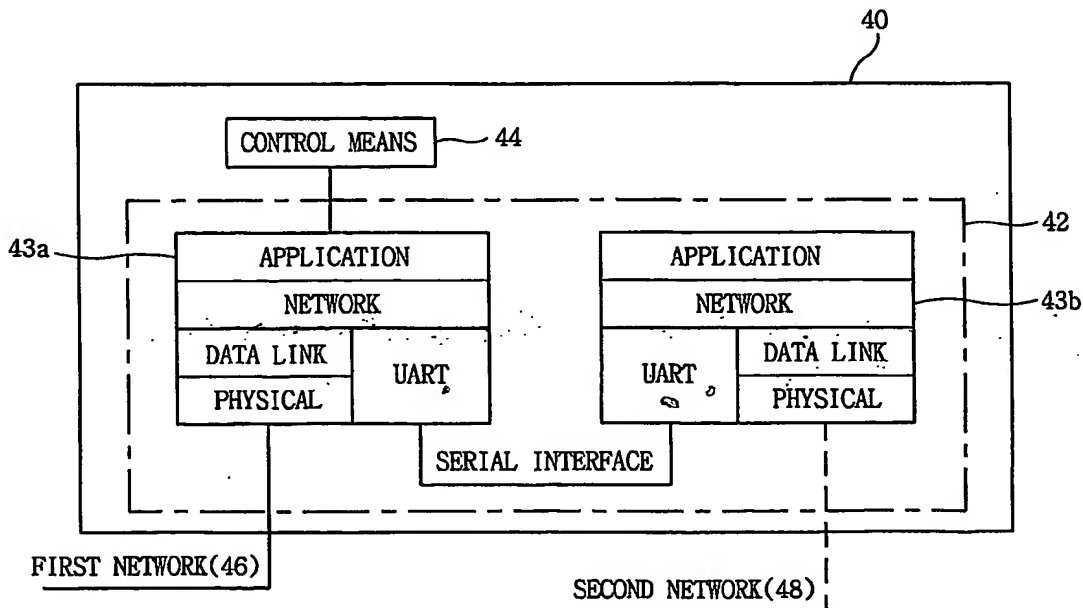 40
CONTROL MEANS
44
42
43a
APPLICATION
NETWORK
DATA LINK
PHYSICAL
UART
APPLICATION
NETWORK
43b
UART
DATA LINK
PHYSICAL
SERIAL INTERFACE
FIRST NETWORK(46)
SECOND NETWORK(48)